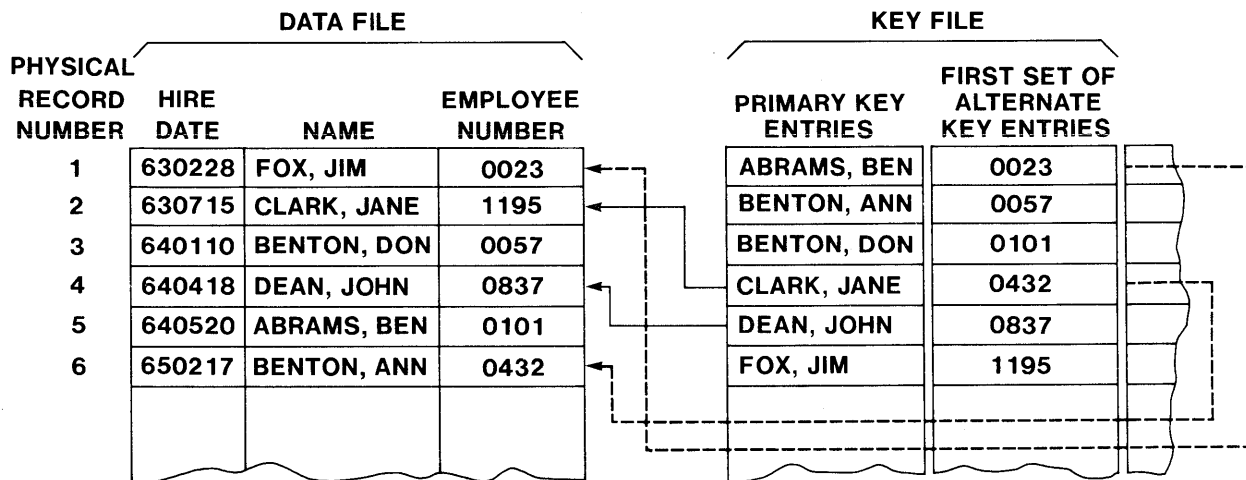 DATA FILE
KEY FILE
PHYSICAL RECORD NUMBER
HIRE DATE
NAME
EMPLOYEE NUMBER
PRIMARY KEY ENTRIES
FIRST SET OF ALTERNATE KEY ENTRIES
1 630228 FOX, JIM 0023 ABRAMS, BEN 0023
2 630715 CLARK, JANE 1195 BENTON, ANN 0057
3 640110 BENTON, DON 0057 BENTON, DON 0101
4 640418 DEAN, JOHN 0837 CLARK, JANE 0432
5 640520 ABRAMS, BEN 0101 DEAN, JOHN 0837
6 650217 BENTON, ANN 0432 FOX, JIM 1195